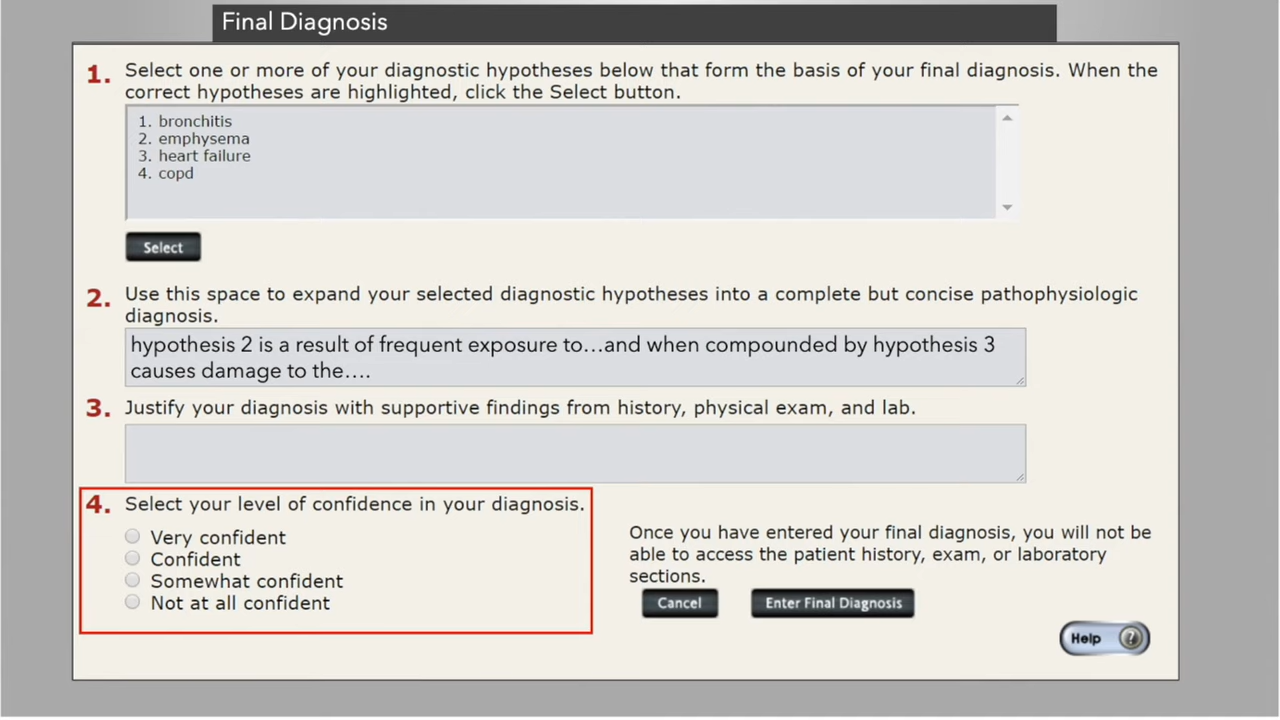 Final Diagnosis
1. Select one or more of your diagnostic hypotheses below that form the basis of your final diagnosis. When the
correct hypotheses are highlighted, click the Select button.
1. bronchitis
2. emphysema
3. heart failure
4. copd
Select
2. Use this space to expand your selected diagnostic hypotheses into a complete but concise pathophysiologic
diagnosis.
hypothesis 2 is a result of frequent exposure to...and when compounded by hypothesis 3
causes damage to the....
3. Justify your diagnosis with supportive findings from history, physical exam, and lab.
4. Select your level of confidence in your diagnosis.
Very confident
Confident
Somewhat confident
Not at all confident
Once you have entered your final diagnosis, you will not be
able to access the patient history, exam, or laboratory
sections.
Cancel Enter Final Diagnosis
Help ?